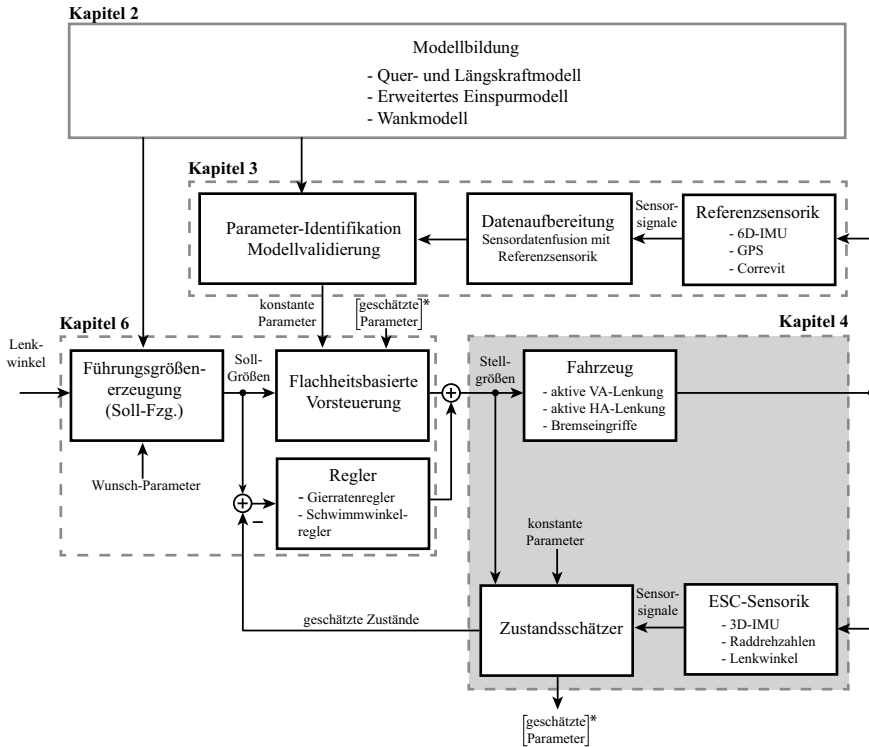 Kapitel 2
Modellbildung
- Quer- und Längskraftmodell
- Erweitertes Einspurmodell
- Wankmodell
Kapitel 3
Parameter-Identifikation
Modellvalidierung
Datenaufbereitung
Sensordatenfusion mit
Referenzsensorik
Sensor-
signale
Referenzsensorik
- 6D-IMU
- GPS
- Correvit
konstante
Parameter
[geschätzte]*
[Parameter]
Kapitel 6
Kapitel 4
Lenk-
winkel
Führungsgrößen-
erzeugung
(Soll-Fzg.)
Soll-
Größen
Flachheitsbasierte
Vorsteuerung
+
Stell-
größen
Fahrzeug
- aktive VA-Lenkung
- aktive HA-Lenkung
- Bremseingriffe
Wunsch-Parameter
+
−
Regler
- Gierratenregler
- Schwimmwinkel-
regler
konstante
Parameter
geschätzte Zustände
Zustandsschätzer
Sensor-
signale
ESC-Sensorik
- 3D-IMU
- Raddrehzahlen
- Lenkwinkel
[geschätzte]*
[Parameter]